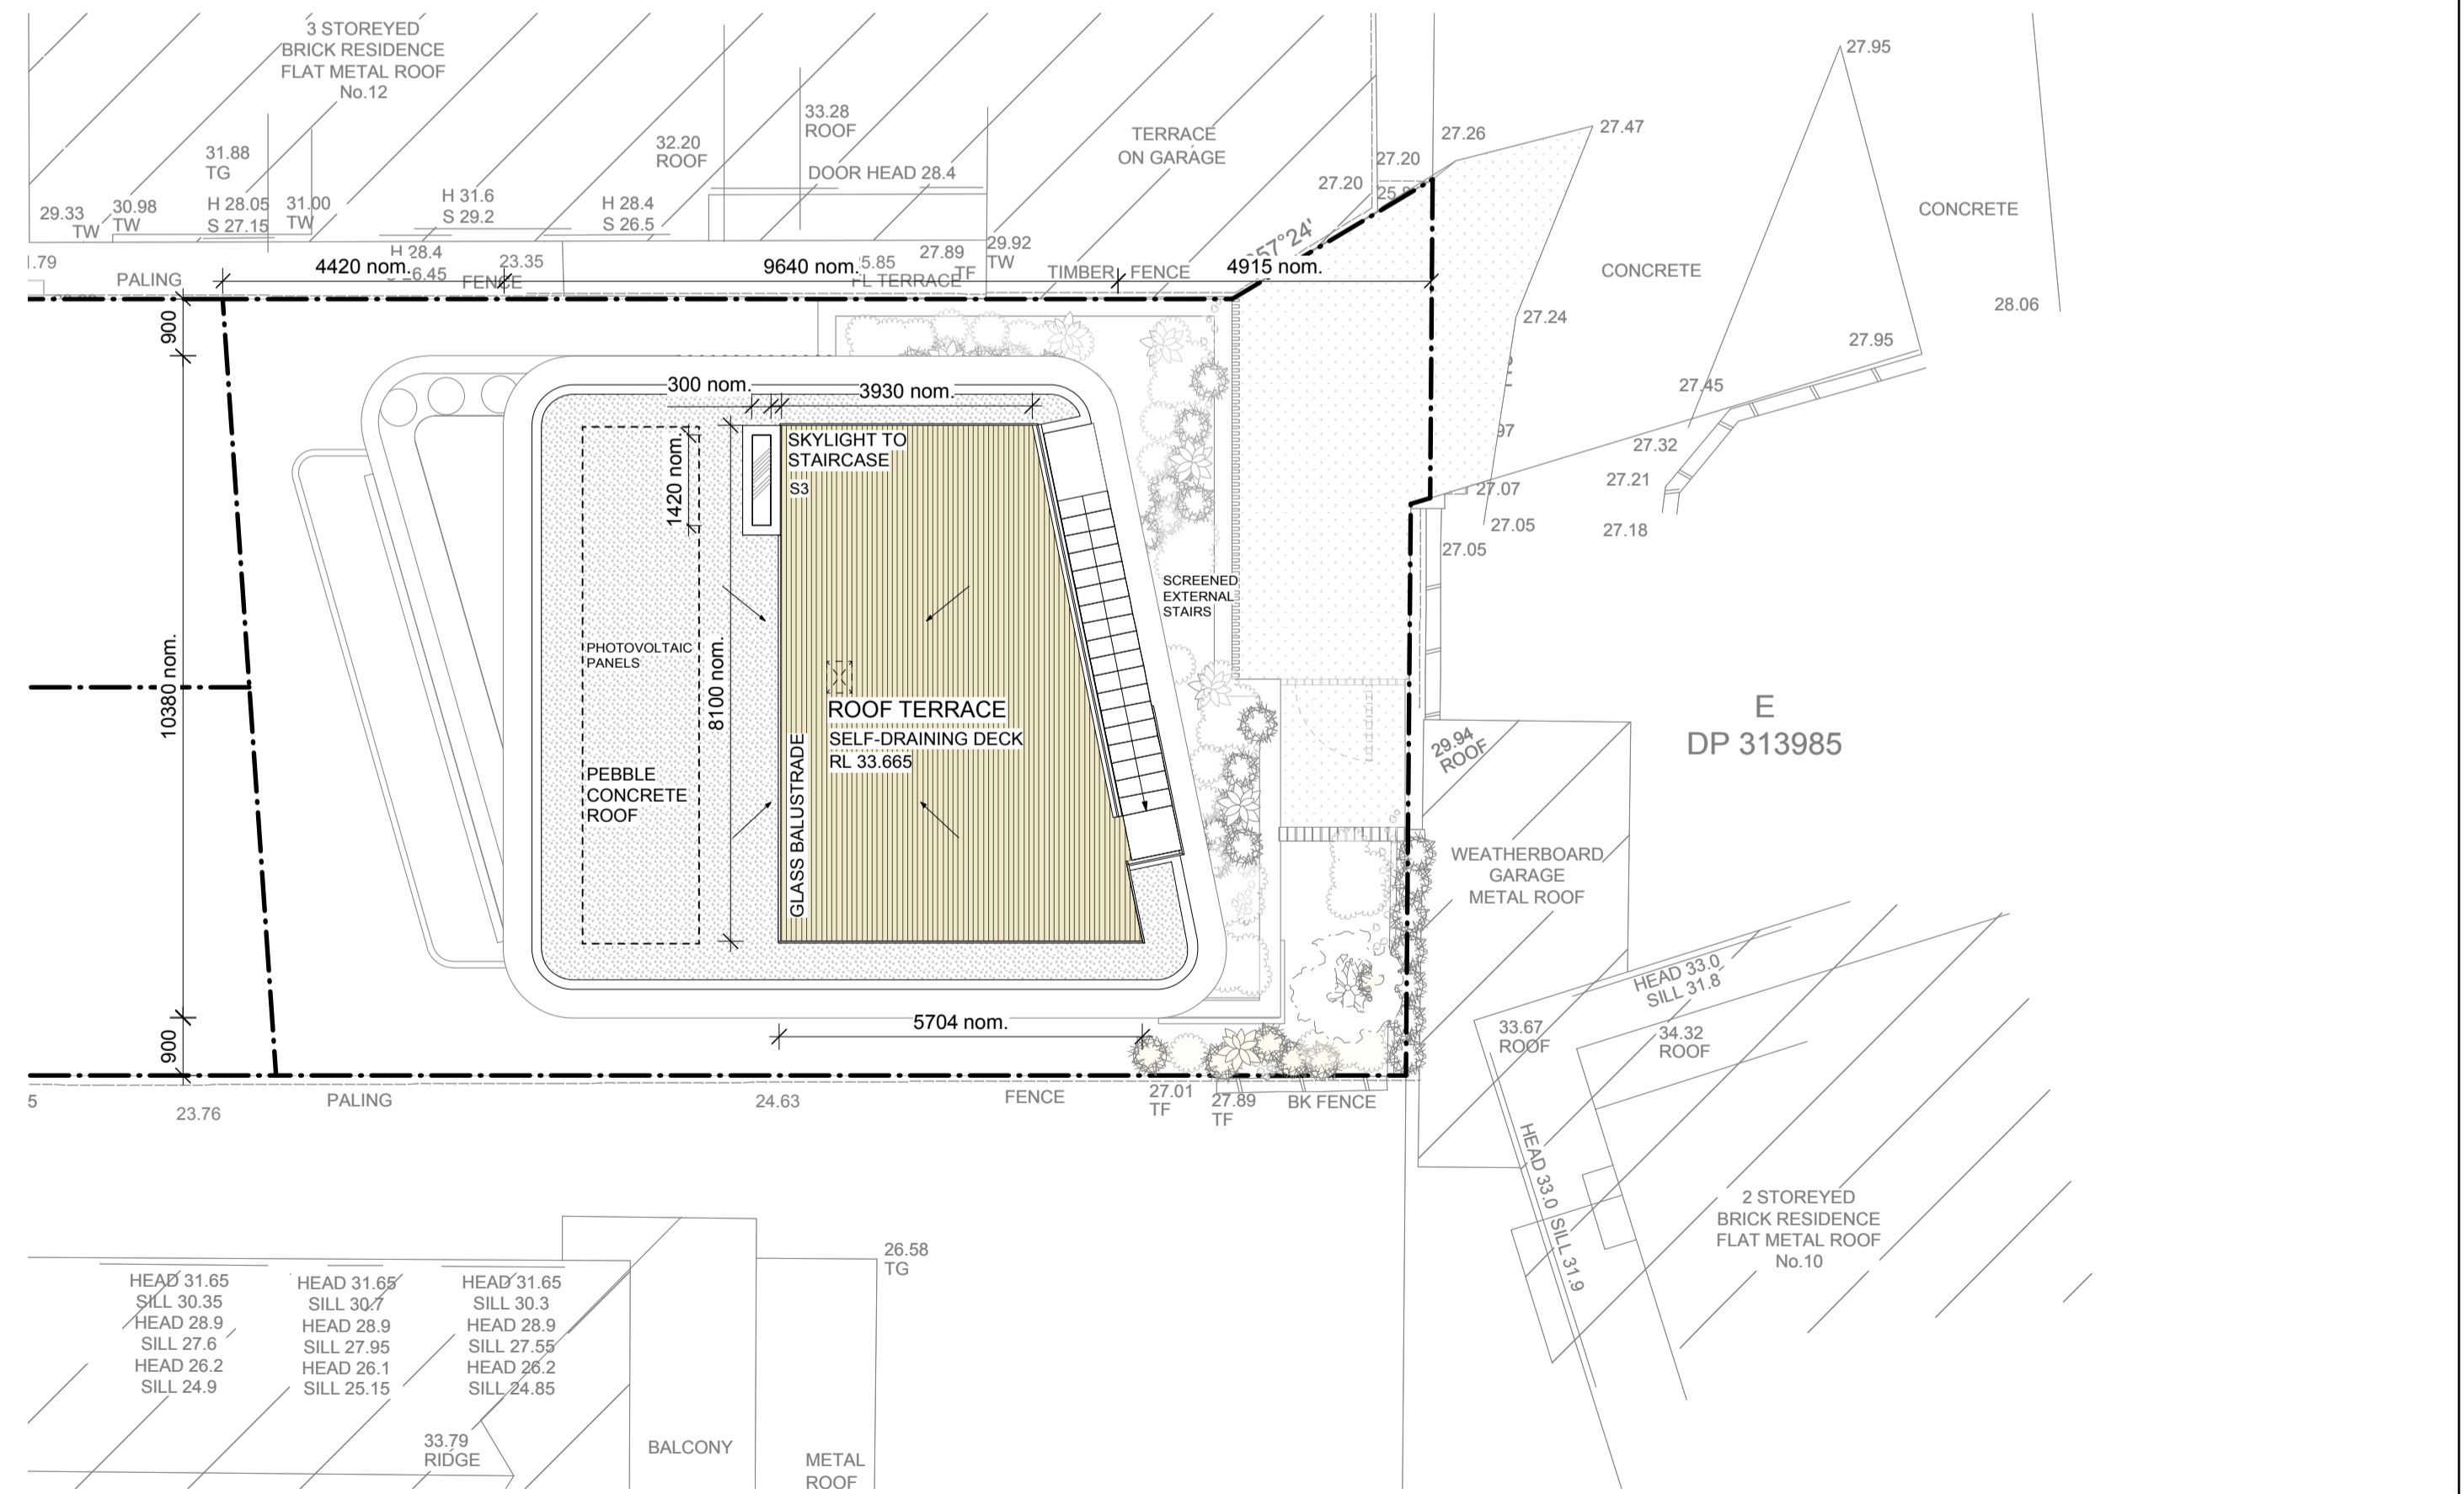 3 STOREYED
BRICK RESIDENCE
FLAT METAL ROOF
No.12
31.88
TG
29.33
TW
30.98
TW
H 28.05
S 27.15
31.00
TW
H 31.6
S 29.2
H 28.4
S 26.5
32.20
ROOF
33.28
ROOF
DOOR HEAD 28.4
TERRACE
ON GARAGE
27.20
27.20
27.26
27.47
27.95
CONCRETE
CONCRETE
28.06
27.24
27.95
27.45
27.32
27.21
27.18
27.07
27.05
27.05
PALING
4420 nom.
H 28.4
23.35
FENCE
9640 nom.
27.89
TF
29.92
TW
FL TERRACE
TIMBER FENCE
4915 nom.
57°24'
900
10380 nom.
900
300 nom.
3930 nom.
1420 nom.
SKYLIGHT TO
STAIRCASE
S3
SCREENED
EXTERNAL
STAIRS
PHOTOVOLTAIC
PANELS
8100 nom.
ROOF TERRACE
SELF-DRAINING DECK
RL 33.665
PEBBLE
CONCRETE
ROOF
GLASS BALUSTRADE
5704 nom.
E
DP 313985
29.94
ROOF
WEATHERBOARD
GARAGE
METAL ROOF
HEAD 33.0
SILL 31.8
33.67
ROOF
34.32
ROOF
HEAD 33.0 SILL 31.9
2 STOREYED
BRICK RESIDENCE
FLAT METAL ROOF
No.10
5
23.76
PALING
24.63
FENCE
27.01
TF
27.89
TF
BK FENCE
26.58
TG
HEAD 31.65
SILL 30.35
HEAD 28.9
SILL 27.6
HEAD 26.2
SILL 24.9
HEAD 31.65
SILL 30.7
HEAD 28.9
SILL 27.95
HEAD 26.1
SILL 25.15
HEAD 31.65
SILL 30.3
HEAD 28.9
SILL 27.55
HEAD 26.2
SILL 24.85
33.79
RIDGE
BALCONY
METAL
ROOF